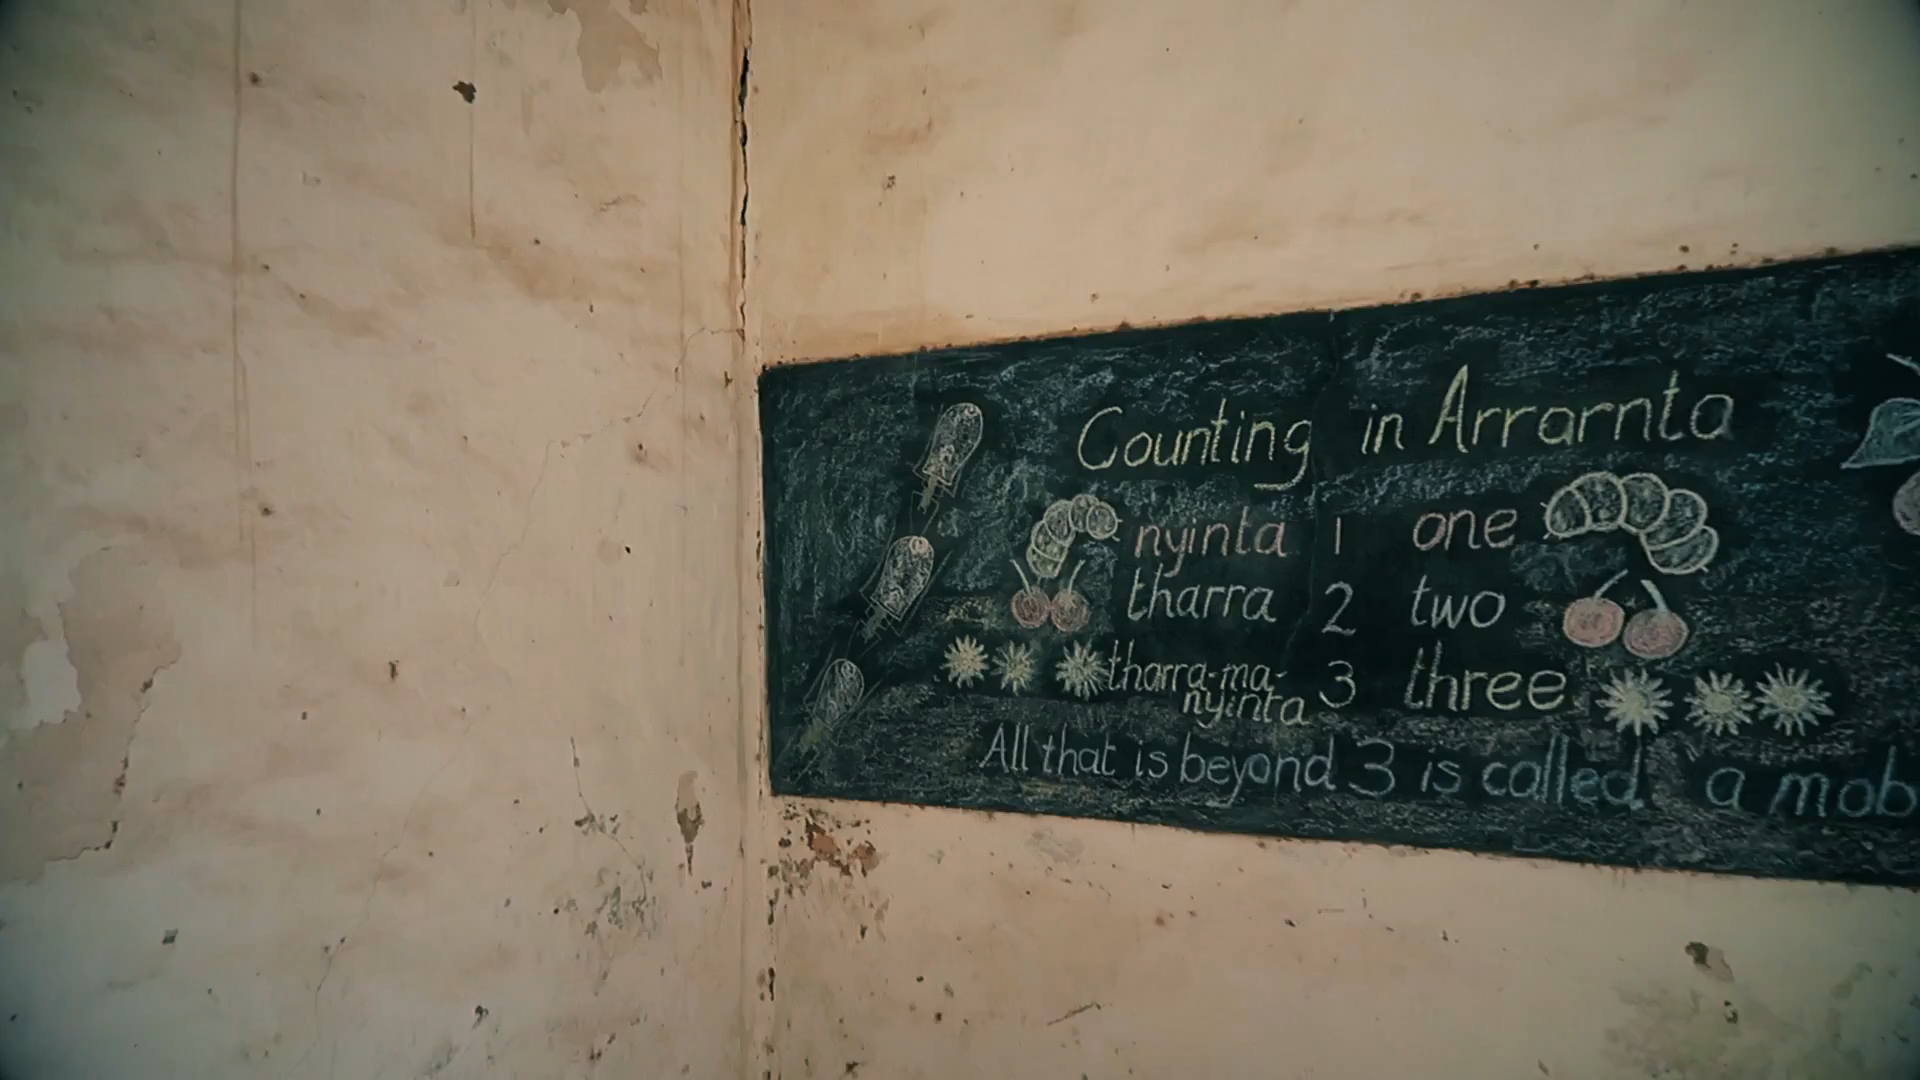 Counting in Arrarnta
nyinta 1 one
tharra 2 two
tharra-ma-
nyinta 3 three
All that is beyond 3 is called a mob